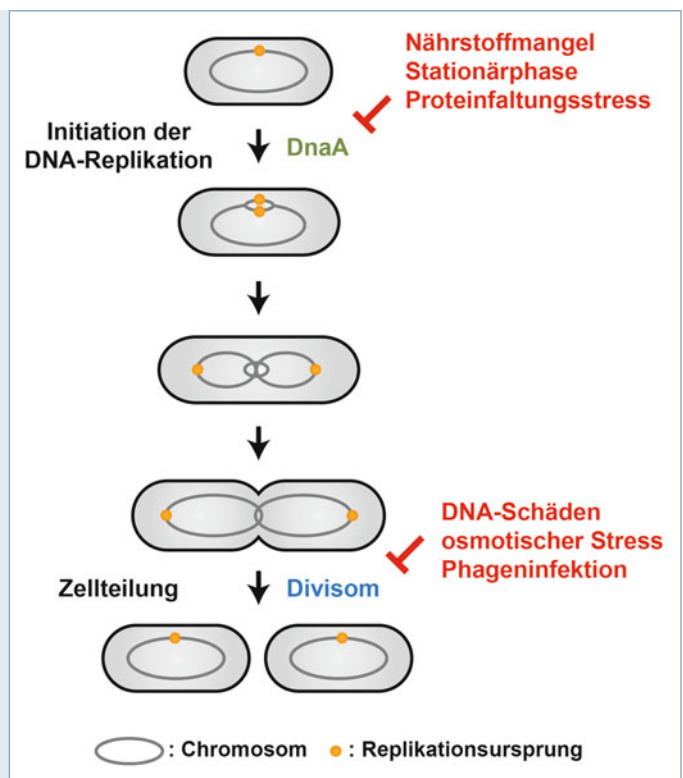 Nährstoffmangel
Stationärphase
Proteinfaltungsstress
Initiation der
DNA-Replikation
DnaA
DNA-Schäden
osmotischer Stress
Phageninfektion
Zellteilung
Divisom
: Chromosom
: Replikationsursprung